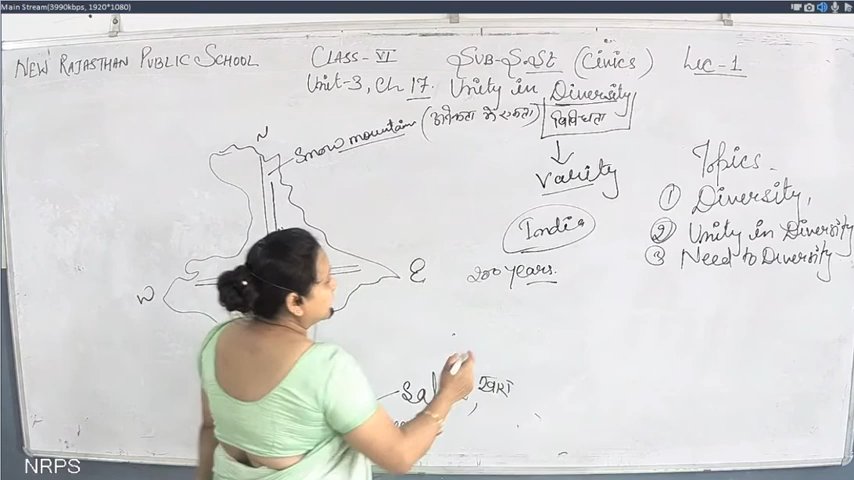 Main Stream(3990kbps, 1920*1080)
NEW RAJASTHAN PUBLIC SCHOOL CLASS-VI SUB-S.St (Civics) Lec-1
Unit-3, Ch 17. Unity in Diversity
(अनेकता में एकता) विविधता
N
Snow mountain
Varity
India
200 years.
W
E
Topics
① Diversity,
② Unity in Diversity
③ Need to Diversity
खारा
NRPS